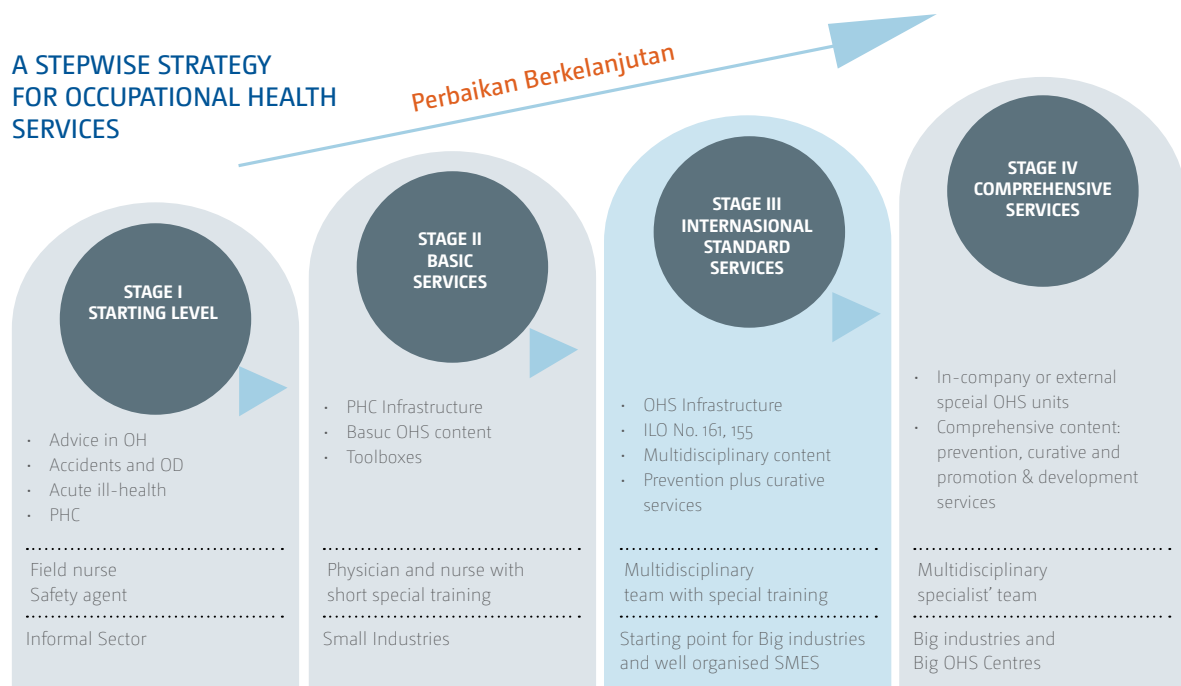 A STEPWISE STRATEGY
FOR OCCUPATIONAL HEALTH
SERVICES
Perbaikan Berkelanjutan
STAGE I
STARTING LEVEL
• Advice in OH
• Accidents and OD
• Acute ill-health
• PHC
Field nurse
Safety agent
Informal Sector
STAGE II
BASIC
SERVICES
• PHC Infrastructure
• Basuc OHS content
• Toolboxes
Physician and nurse with
short special training
Small Industries
STAGE III
INTERNASIONAL
STANDARD
SERVICES
• OHS Infrastructure
• ILO No. 161, 155
• Multidisciplinary content
• Prevention plus curative
services
Multidisciplinary
team with special training
Starting point for Big industries
and well organised SMES
STAGE IV
COMPREHENSIVE
SERVICES
• In-company or external
speial OHS units
• Comprehensive content:
prevention, curative and
promotion & development
services
Multidisciplinary
specialist’ team
Big industries and
Big OHS Centres